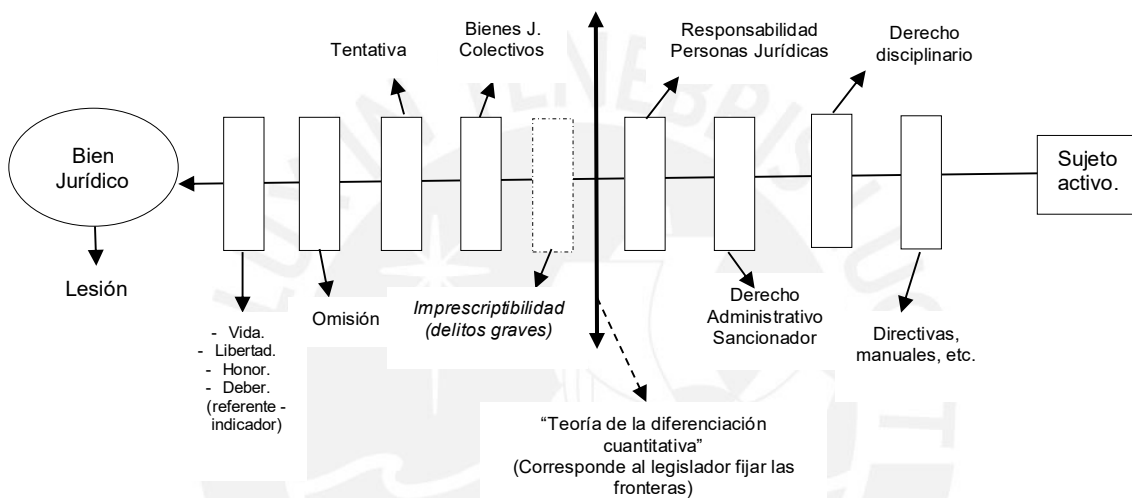 Bienes J.
Colectivos
Tentativa
Responsabilidad
Personas Jurídicas
Derecho
disciplinario
Bien
Jurídico
Sujeto
activo.
Lesión
- Vida.
- Libertad.
- Honor.
- Deber.
(referente -
indicador)
Omisión
Imprescriptibilidad
(delitos graves)
Derecho
Administrativo
Sancionador
Directivas,
manuales, etc.
“Teoría de la diferenciación
cuantitativa”
(Corresponde al legislador fijar las
fronteras)